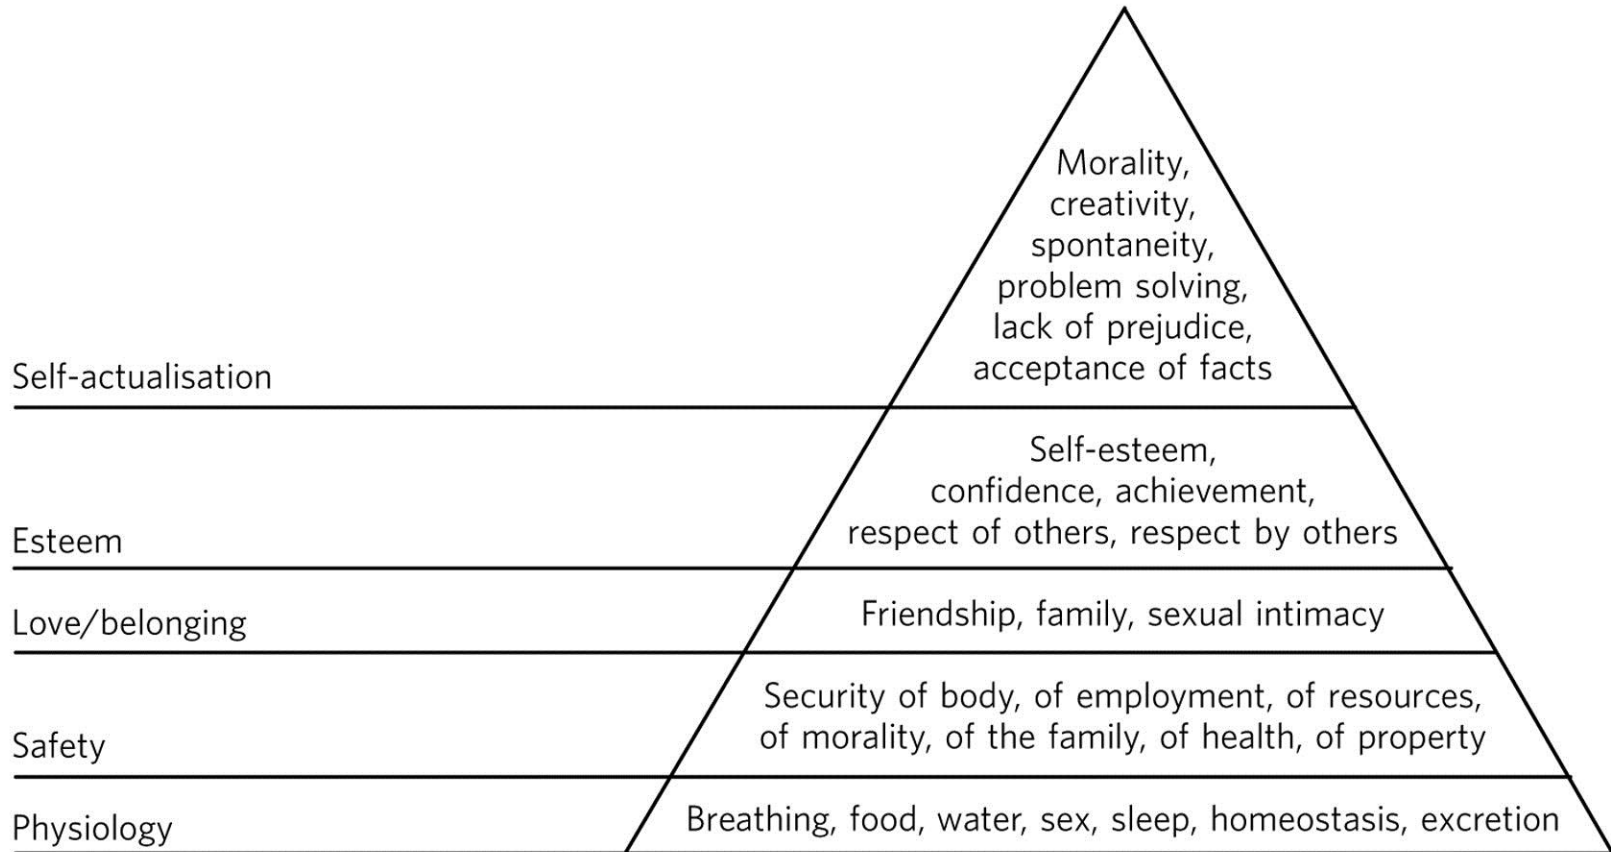 Morality,
creativity,
spontaneity,
problem solving,
lack of prejudice,
acceptance of facts
Self-actualisation
Self-esteem,
confidence, achievement,
respect of others, respect by others
Esteem
Friendship, family, sexual intimacy
Love/belonging
Security of body, of employment, of resources,
of morality, of the family, of health, of property
Safety
Breathing, food, water, sex, sleep, homeostasis, excretion
Physiology